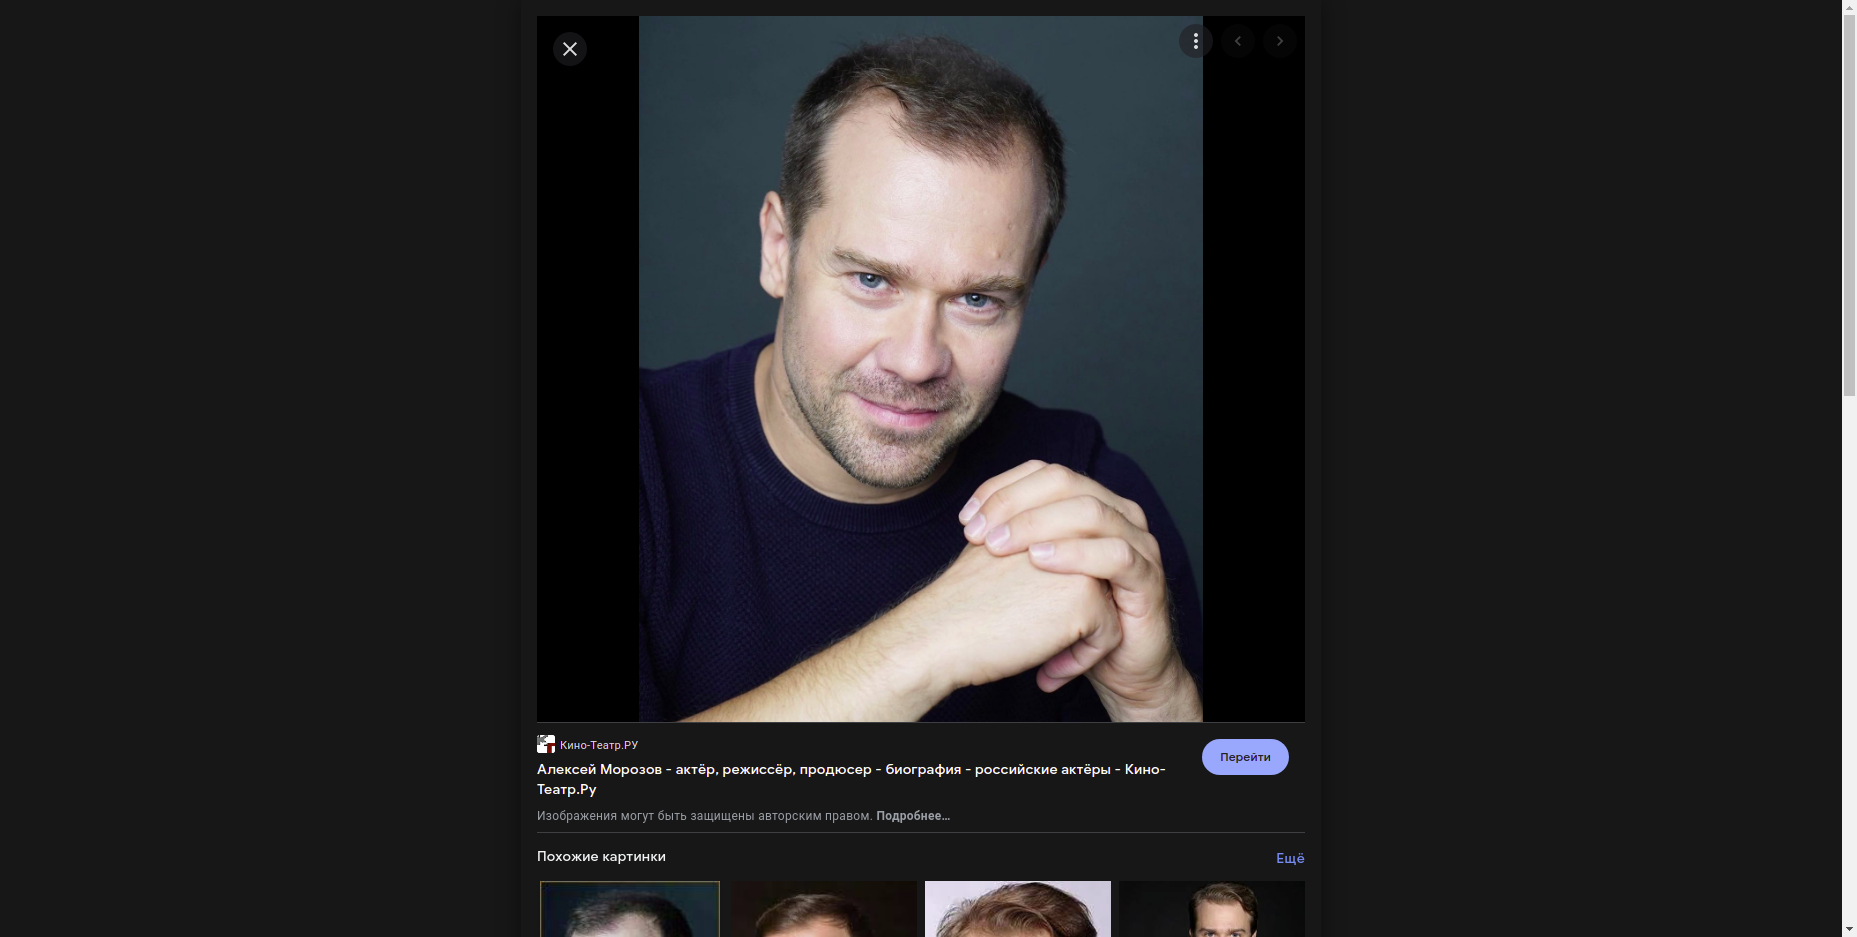 Кино-Театр.РУ
Алексей Морозов - актёр, режиссёр, продюсер - биография - российские актёры - Кино-
Театр.Ру
Перейти
Изображения могут быть защищены авторским правом. Подробнее...
Похожие картинки
Ещё